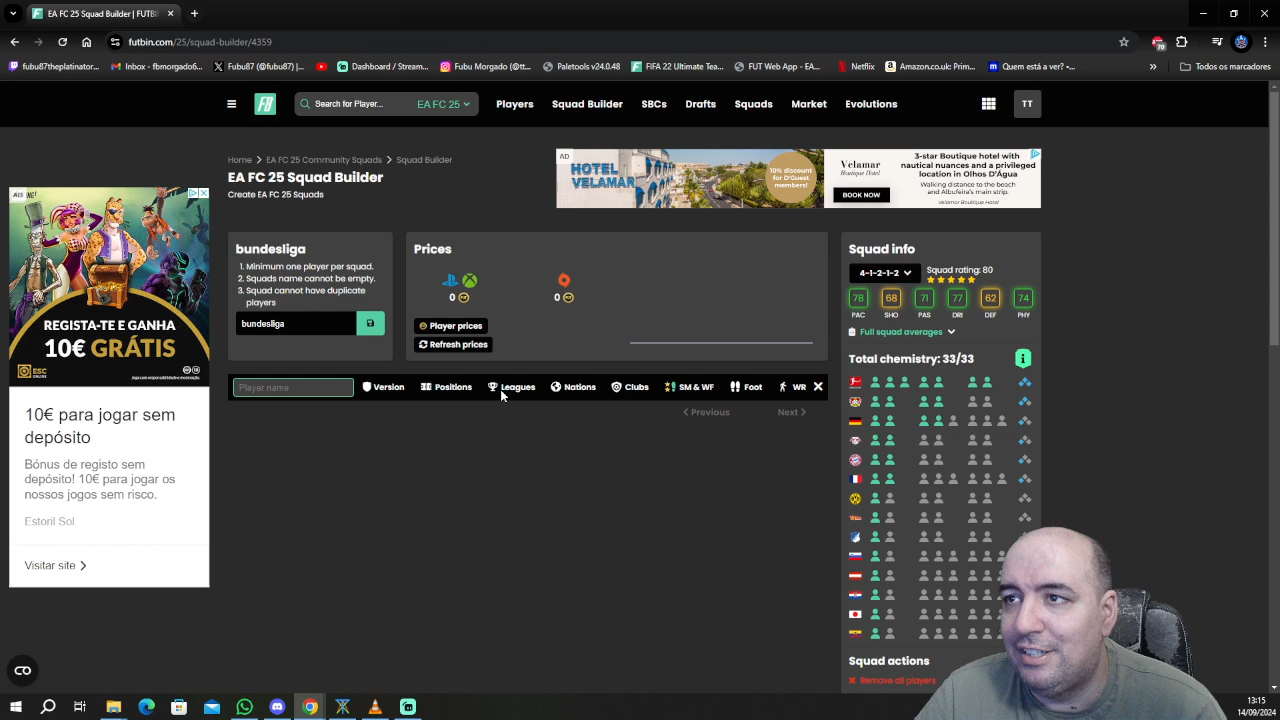 EA FC 25 Squad Builder | FUTBIN
futbin.com/25/squad-builder/4359
70
fubu87theplatinator...
Inbox - fbmorgado6...
Fubu87 (@fubu87) |...
Dashboard / Stream...
Fubu Morgado (@tt...
Paletools v24.0.48
FIFA 22 Ultimate Tea...
FUT Web App - EA...
Netflix
Amazon.co.uk: Prim...
Quem está a ver? -...
Todos os marcadores
Search for Player...
EA FC 25
Players
Squad Builder
SBCs
Drafts
Squads
Market
Evolutions
TT
Home > EA FC 25 Community Squads > Squad Builder
EA FC 25 Squad Builder
Create EA FC 25 Squads
AD
HOTEL
VELAMAR
10% discount
for D'Guest
members!
Velamar
Boutique Hotel
BOOK NOW
3-star Boutique hotel with
nautical nuances and a privileged
location in Olhos D'Água
Walking distance to the beach
and Albufeira's main strip.
Velamar Boutique Hotel
REGISTA-TE E GANHA
10€ GRÁTIS
ESC
ONLINE
10€ para jogar sem
depósito
Bónus de registo sem
depósito! 10€ para jogar os
nossos jogos sem risco.
Estoril Sol
Visitar site >
bundesliga
1. Minimum one player per squad.
2. Squads name cannot be empty.
3. Squad cannot have duplicate
players
bundesliga
Prices
0
0
Player prices
Refresh prices
Player name
Version
Positions
Leagues
Nations
Clubs
SM & WF
Foot
WR
< Previous
Next >
Squad info
4-1-2-1-2
Squad rating: 80
78 68 71 77 62 74
PAC SHO PAS DRI DEF PHY
Full squad averages
Total chemistry: 33/33
Squad actions
Remove all players
13:15
14/09/2024